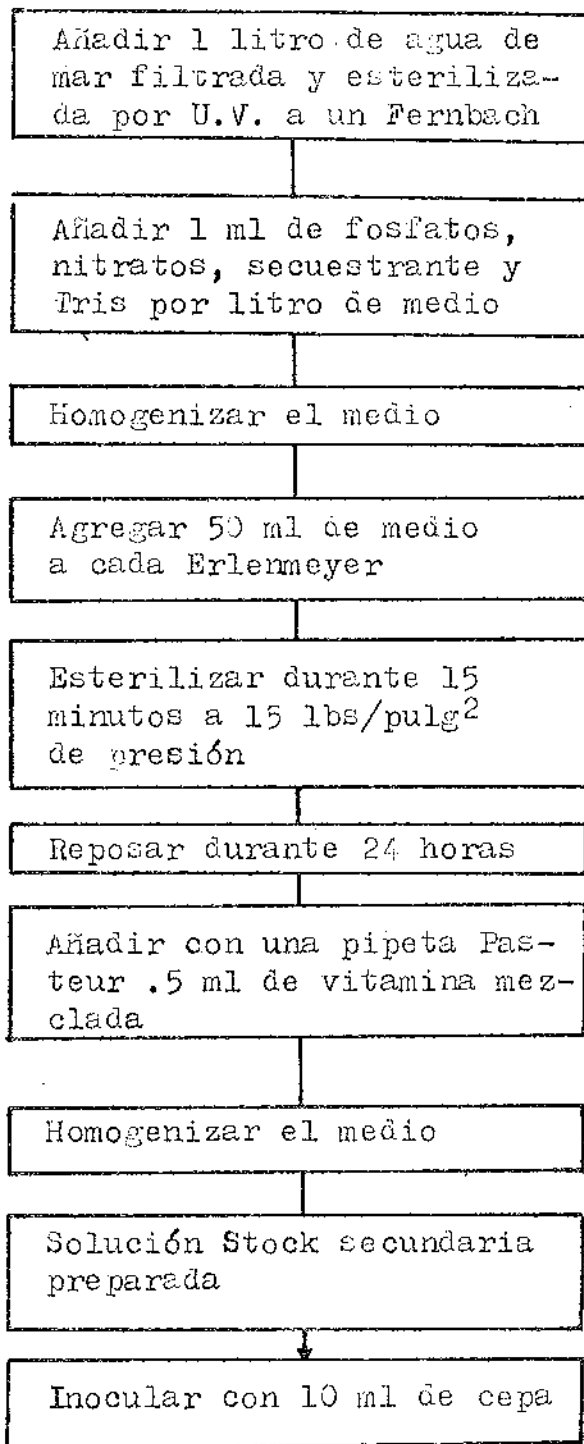 Añadir 1 litro de agua de
mar filtrada y esteriliza-
da por U.V. a un Fernbach
Añadir 1 ml de fosfatos,
nitratos, secuestrante y
Tris por litro de medio
Homogenizar el medio
Agregar 50 ml de medio
a cada Erlenmeyer
Esterilizar durante 15
minutos a 15 lbs/pulg²
de presión
Reposar durante 24 horas
Añadir con una pipeta Pas-
teur .5 ml de vitamina mez-
clada
Homogenizar el medio
Solución Stock secundaria
preparada
Inocular con 10 ml de cepa